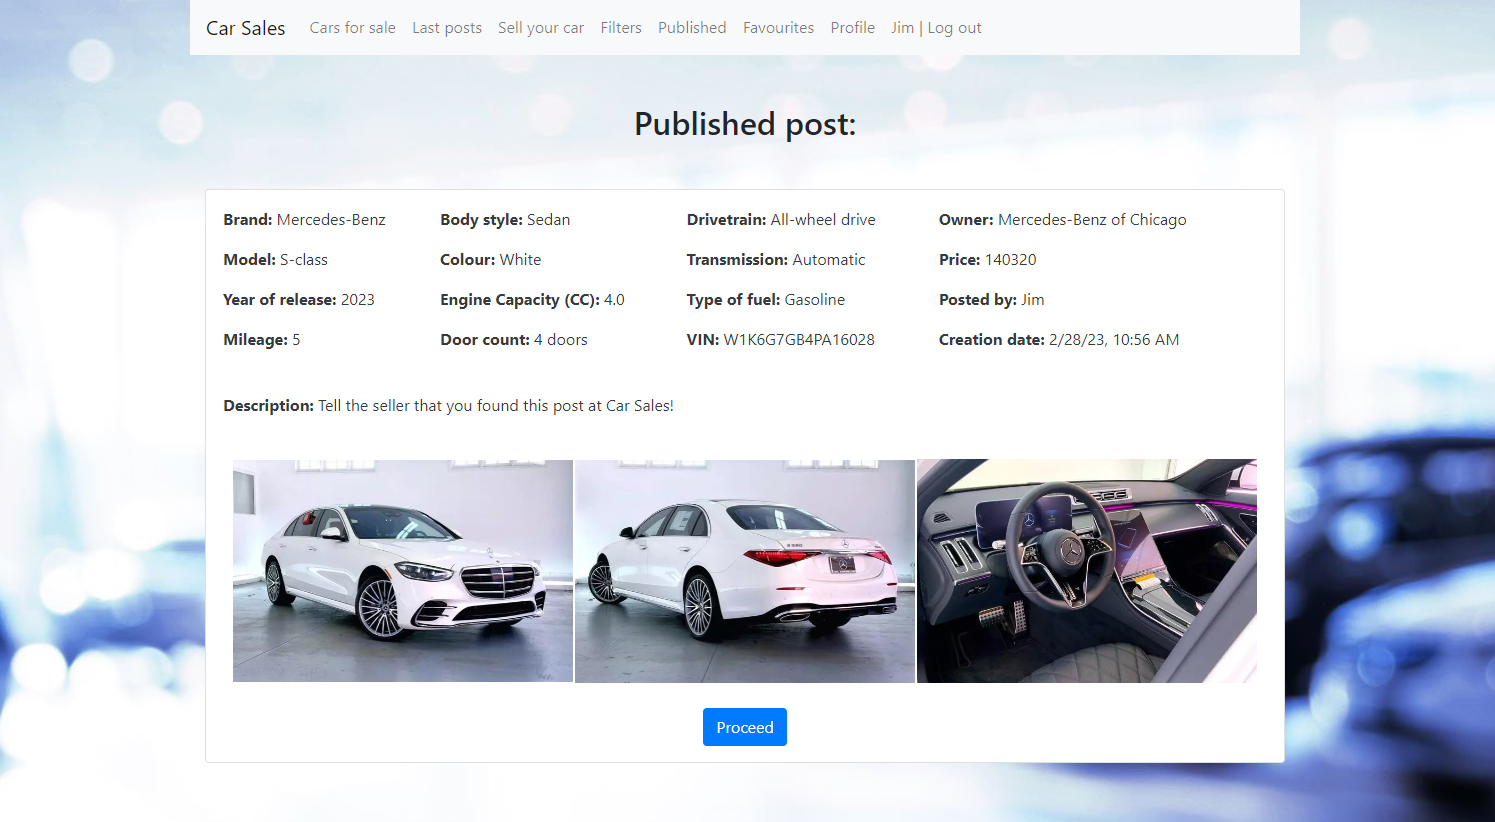 Car Sales Cars for sale Last posts Sell your car Filters Published Favourites Profile Jim | Log out
Published post:
Brand: Mercedes-Benz Body style: Sedan Drivetrain: All-wheel drive Owner: Mercedes-Benz of Chicago
Model: S-class Colour: White Transmission: Automatic Price: 140320
Year of release: 2023 Engine Capacity (CC): 4.0 Type of fuel: Gasoline Posted by: Jim
Mileage: 5 Door count: 4 doors VIN: W1K6G7GB4PA16028 Creation date: 2/28/23, 10:56 AM
Description: Tell the seller that you found this post at Car Sales!
Proceed